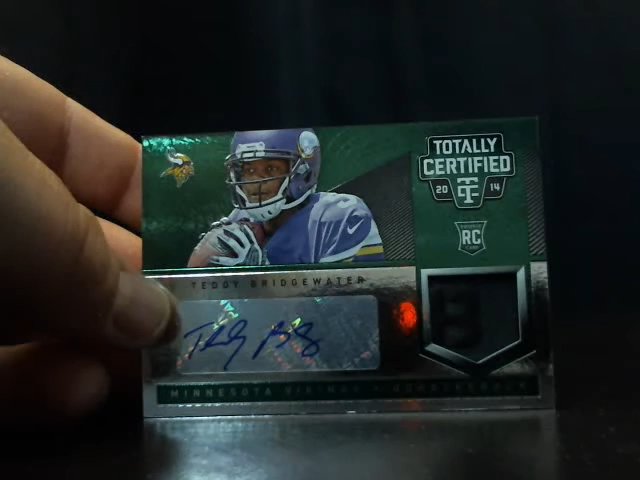 TOTALLY
CERTIFIED
20 14
RC
TEDDY BRIDGEWATER
B
MINNESOTA VIKINGS QUARTERBACK